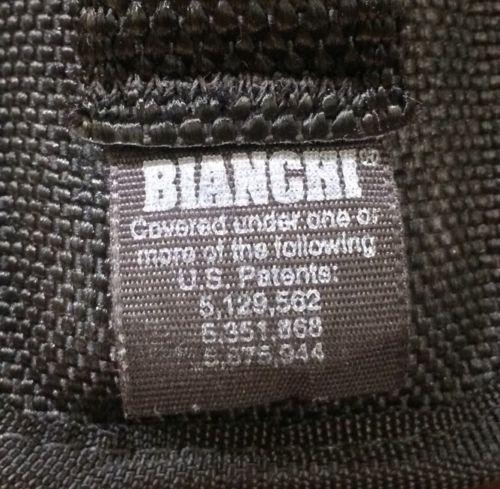 BIANCHI®
Covered under one or
more of the following
U.S. Patents:
5,129,562
5,351,868
5,875,944